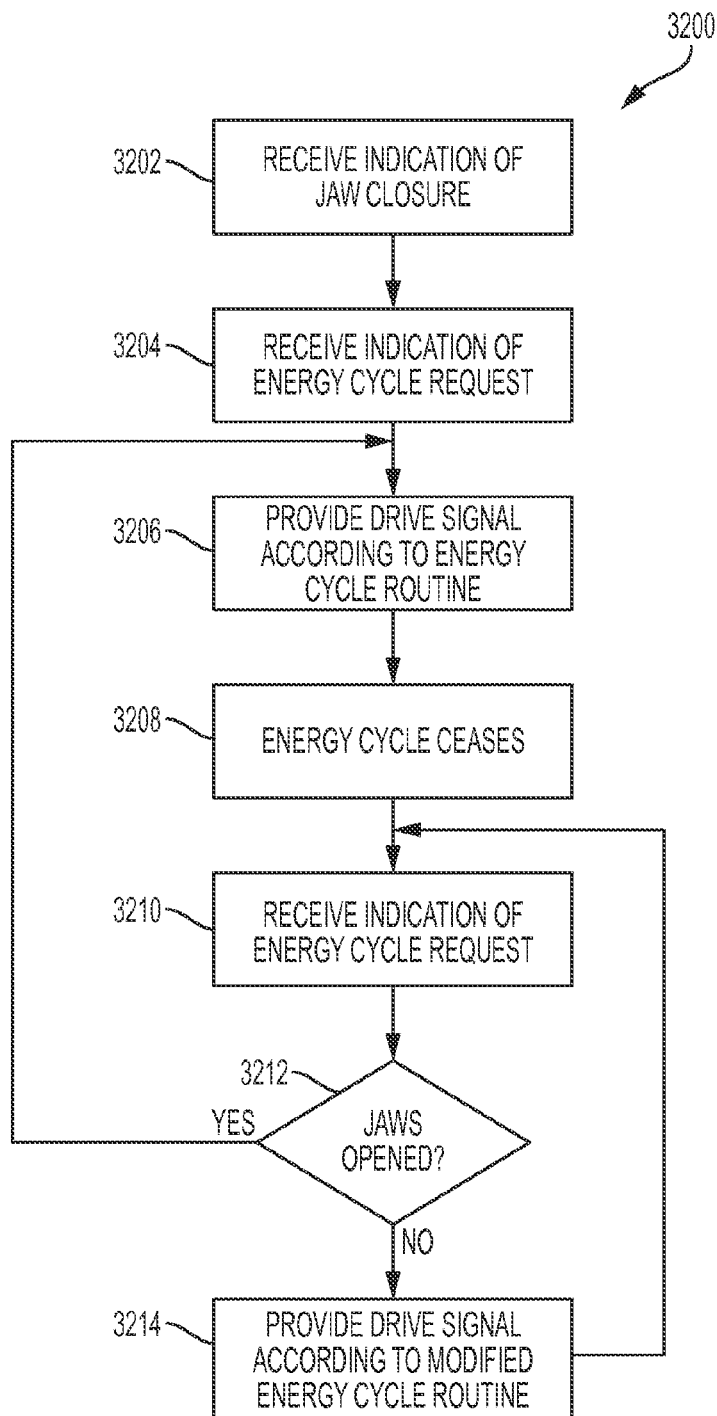 3200
3202
RECEIVE INDICATION OF
JAW CLOSURE
3204
RECEIVE INDICATION OF
ENERGY CYCLE REQUEST
3206
PROVIDE DRIVE SIGNAL
ACCORDING TO ENERGY
CYCLE ROUTINE
3208
ENERGY CYCLE CEASES
3210
RECEIVE INDICATION OF
ENERGY CYCLE REQUEST
3212
YES
JAWS
OPENED?
NO
3214
PROVIDE DRIVE SIGNAL
ACCORDING TO MODIFIED
ENERGY CYCLE ROUTINE